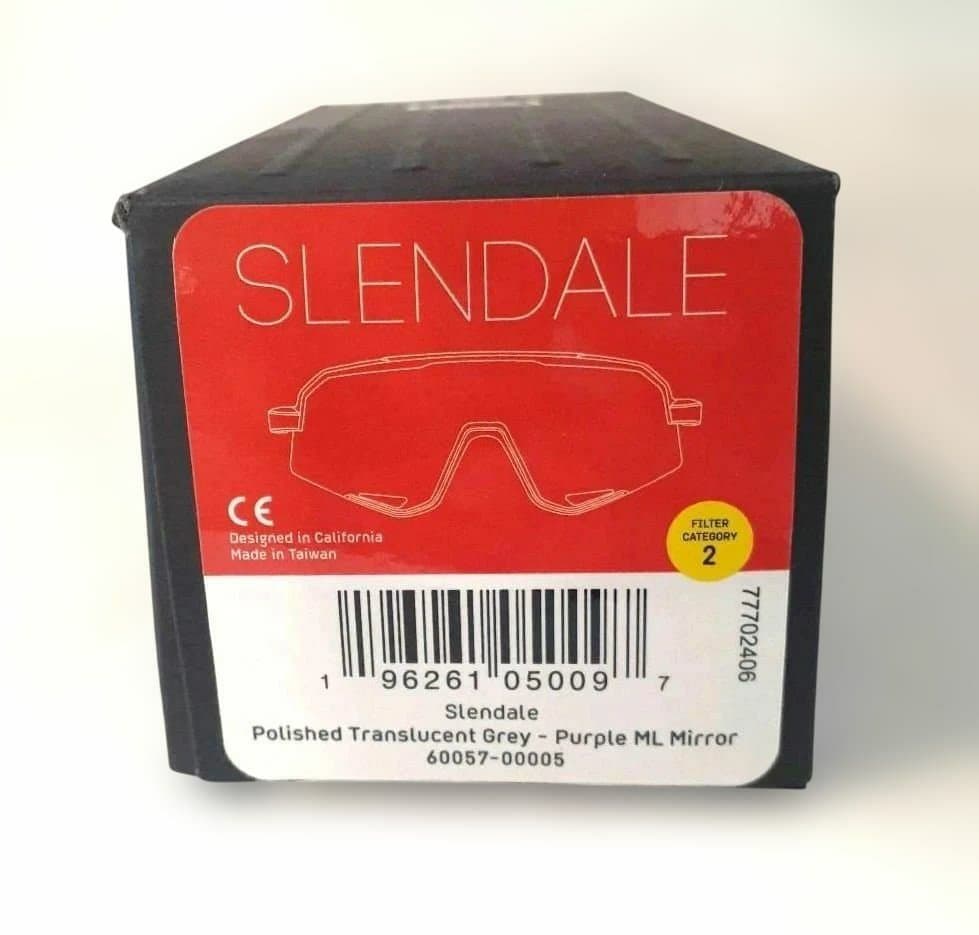 SLENDALE
CE
Designed in California
Made in Taiwan
FILTER
CATEGORY
2
77702406
1 96261 05009 7
Slendale
Polished Translucent Grey - Purple ML Mirror
60057-00005